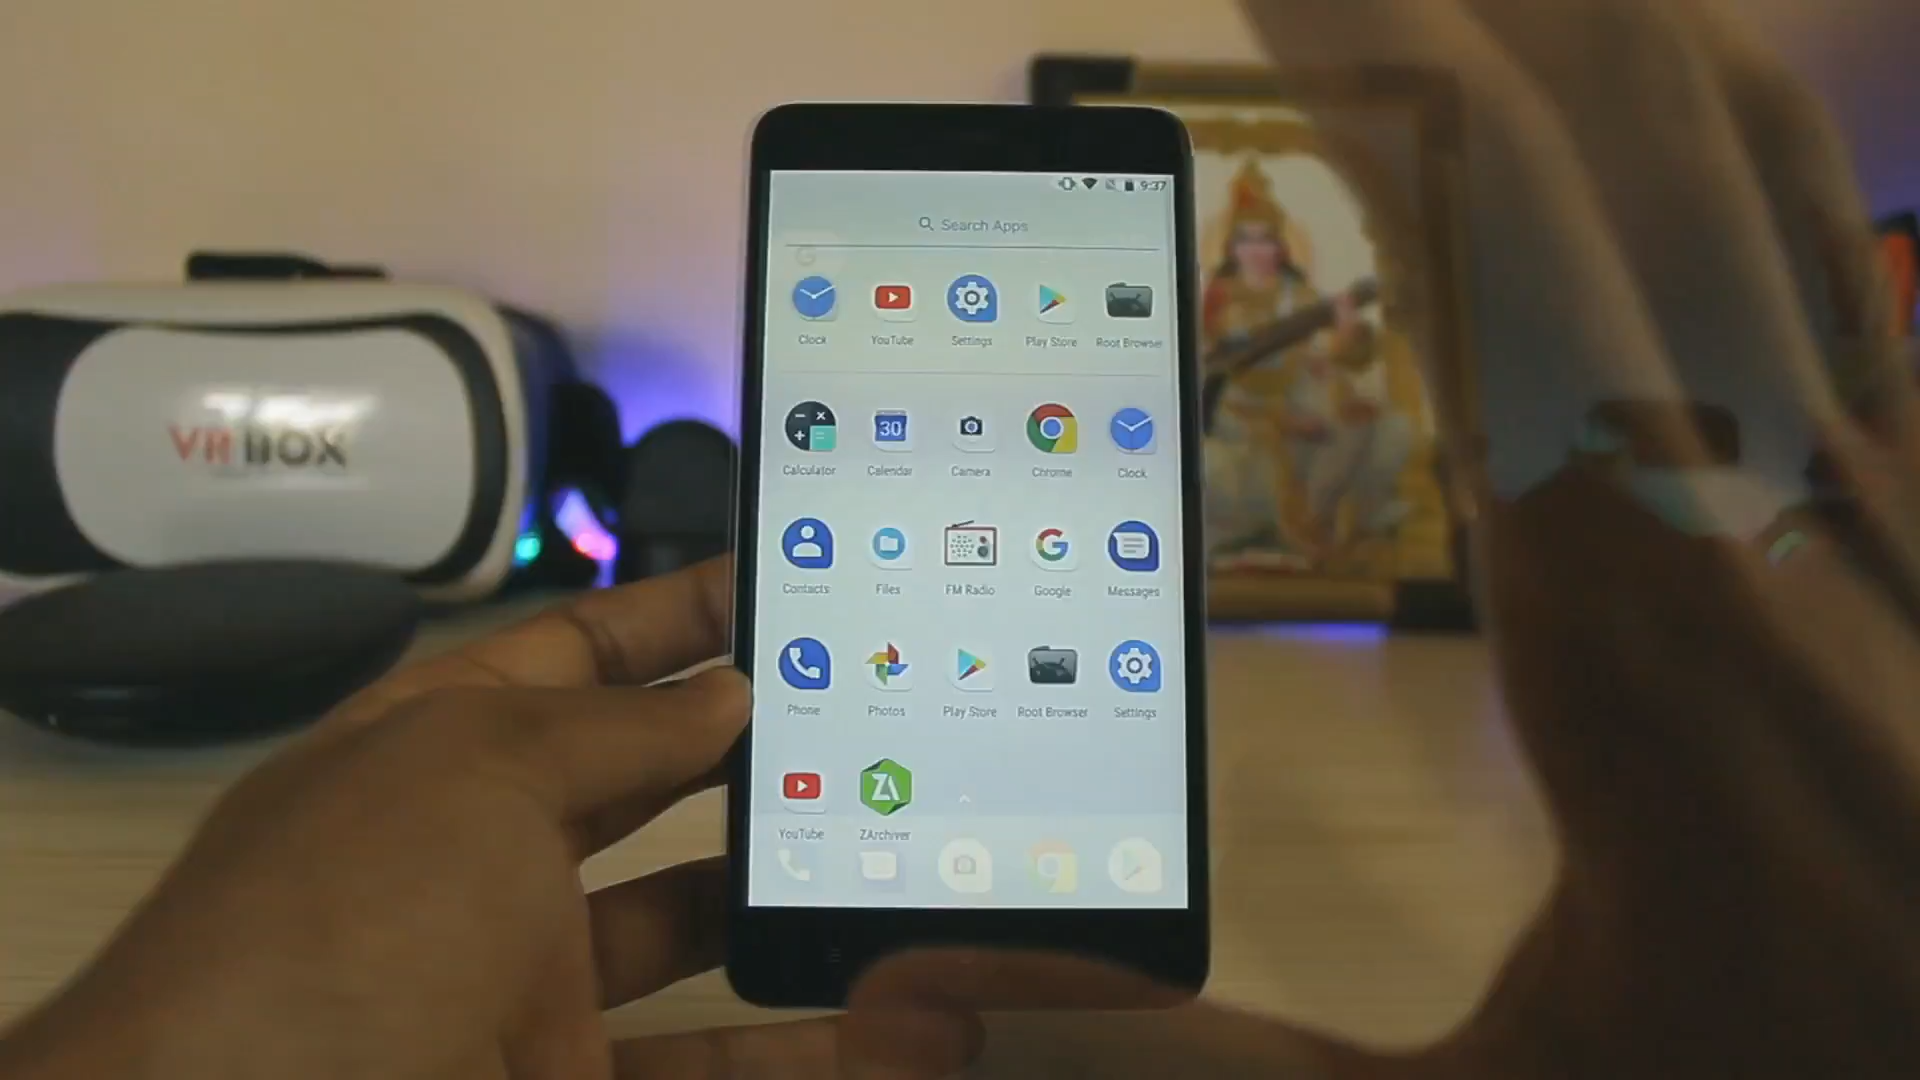 9:37
Search Apps
Clock YouTube Settings Play Store Root Browser
30
Calculator Calendar Camera Chrome Clock
Contacts Files FM Radio Google Messages
Phone Photos Play Store Root Browser Settings
ZA
YouTube ZArchiver
VR BOX